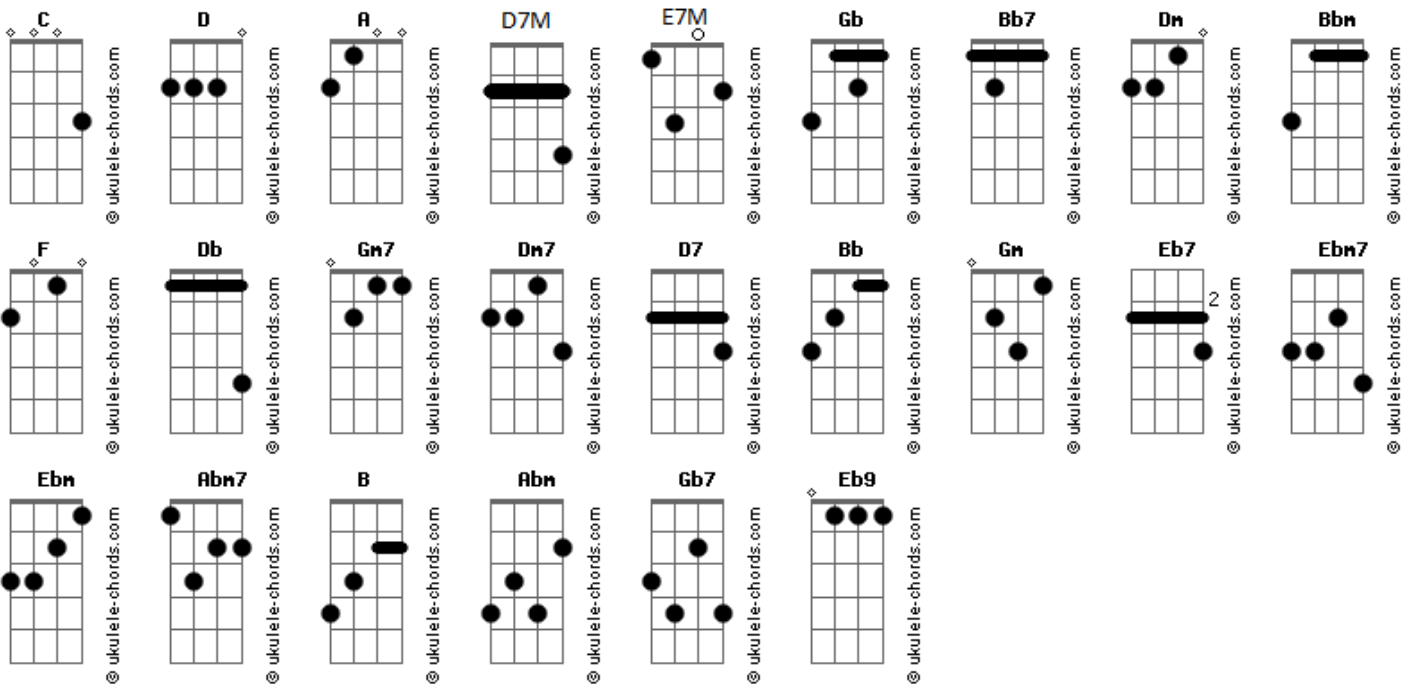 C D A D7M E7M Gb Bb7 Dm Bbm
© ukulele-chords.com © ukulele-chords.com © ukulele-chords.com © ukulele-chords.com © ukulele-chords.com © ukulele-chords.com © ukulele-chords.com © ukulele-chords.com © ukulele-chords.com
F Db Gm7 Dm7 D7 Bb Gm Eb7 Ebm7
2
© ukulele-chords.com © ukulele-chords.com © ukulele-chords.com © ukulele-chords.com © ukulele-chords.com © ukulele-chords.com © ukulele-chords.com © ukulele-chords.com © ukulele-chords.com
Ebm Abm7 B Abm Gb7 Eb9
© ukulele-chords.com © ukulele-chords.com © ukulele-chords.com © ukulele-chords.com © ukulele-chords.com © ukulele-chords.com